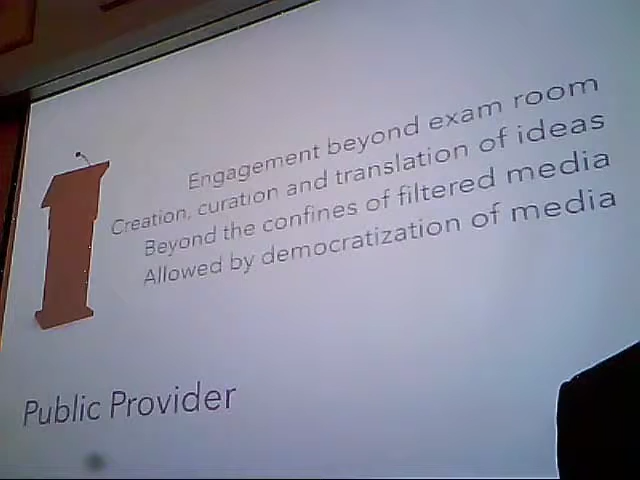 Engagement beyond exam room
Creation, curation and translation of ideas
Beyond the confines of filtered media
Allowed by democratization of media
Public Provider